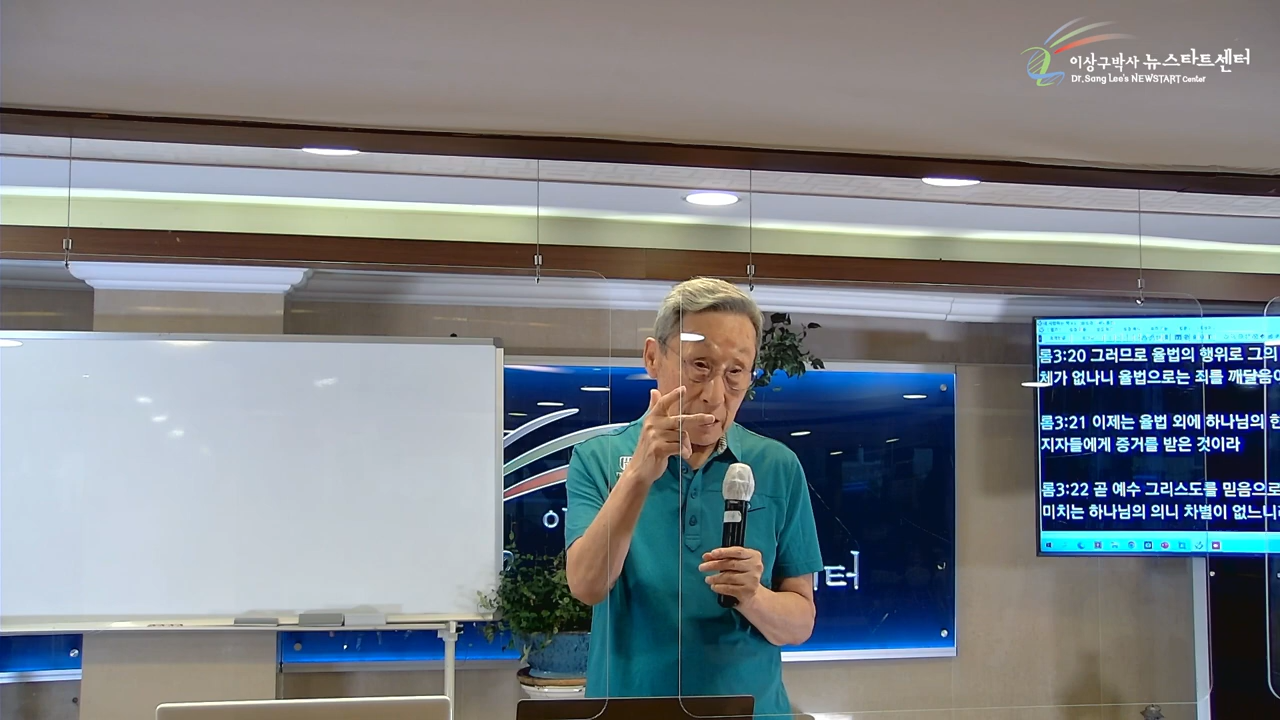 이상구박사 뉴스타트센터
Dr. Sang Lee's NEWSTART Center
롬3:20 그러므로 율법의 행위로 그의
체가 없나니 율법으로는 죄를 깨달음이
롬3:21 이제는 율법 외에 하나님의 한
지자들에게 증거를 받은 것이라
롬3:22 곧 예수 그리스도를 믿음으로
미치는 하나님의 의니 차별이 없느니라
이
터